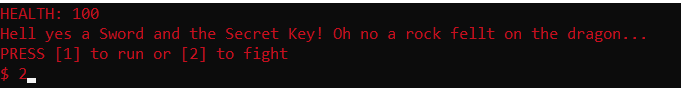 HEALTH: 100
Hell yes a Sword and the Secret Key! Oh no a rock fellt on the dragon...
PRESS [1] to run or [2] to fight
$ 2